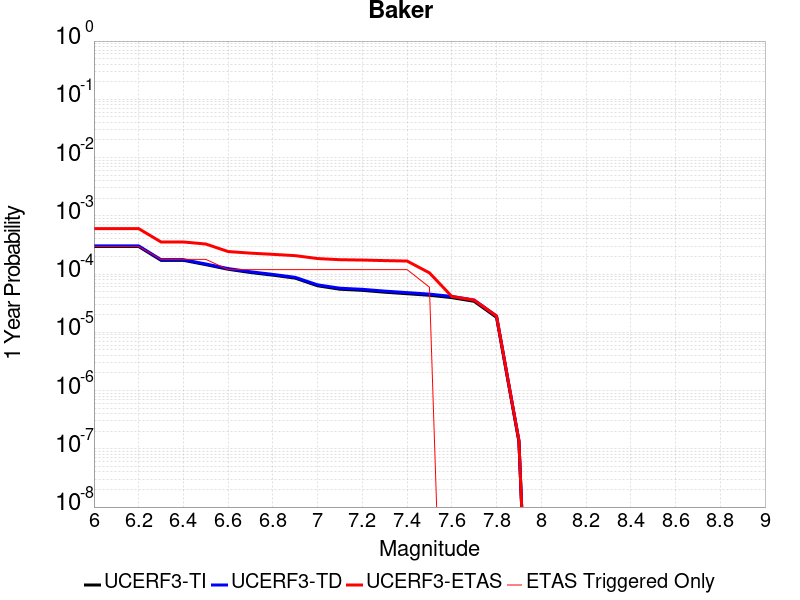 Baker
10^0
10^-1
10^-2
10^-3
10^-4
10^-5
10^-6
10^-7
10^-8
1 Year Probability
6 6.2 6.4 6.6 6.8 7 7.2 7.4 7.6 7.8 8 8.2 8.4 8.6 8.8 9
Magnitude
UCERF3-TI UCERF3-TD UCERF3-ETAS ETAS Triggered Only